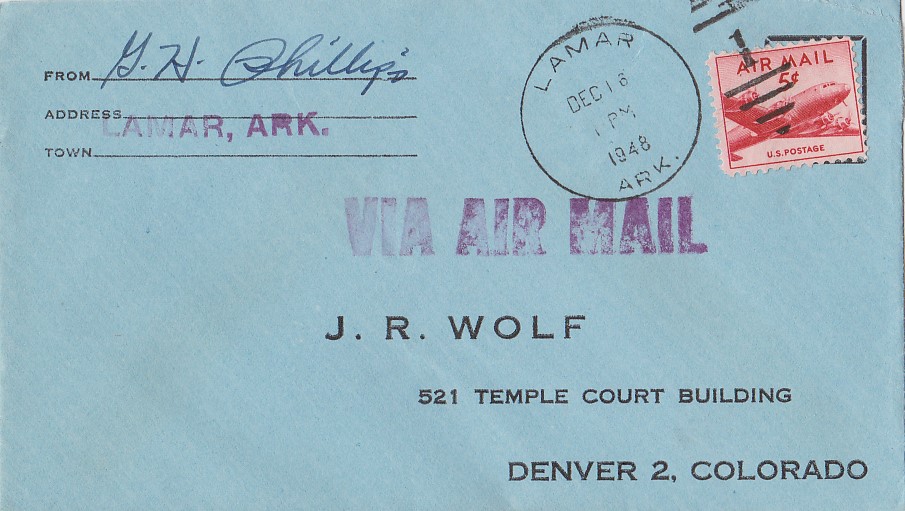 FROM G. H. Phillips
ADDRESS
LAMAR, ARK.
TOWN
LAMAR
DEC 16
1 PM
1948
ARK.
1
AIR MAIL
5¢
U.S. POSTAGE
VIA AIR MAIL
J. R. WOLF
521 TEMPLE COURT BUILDING
DENVER 2, COLORADO